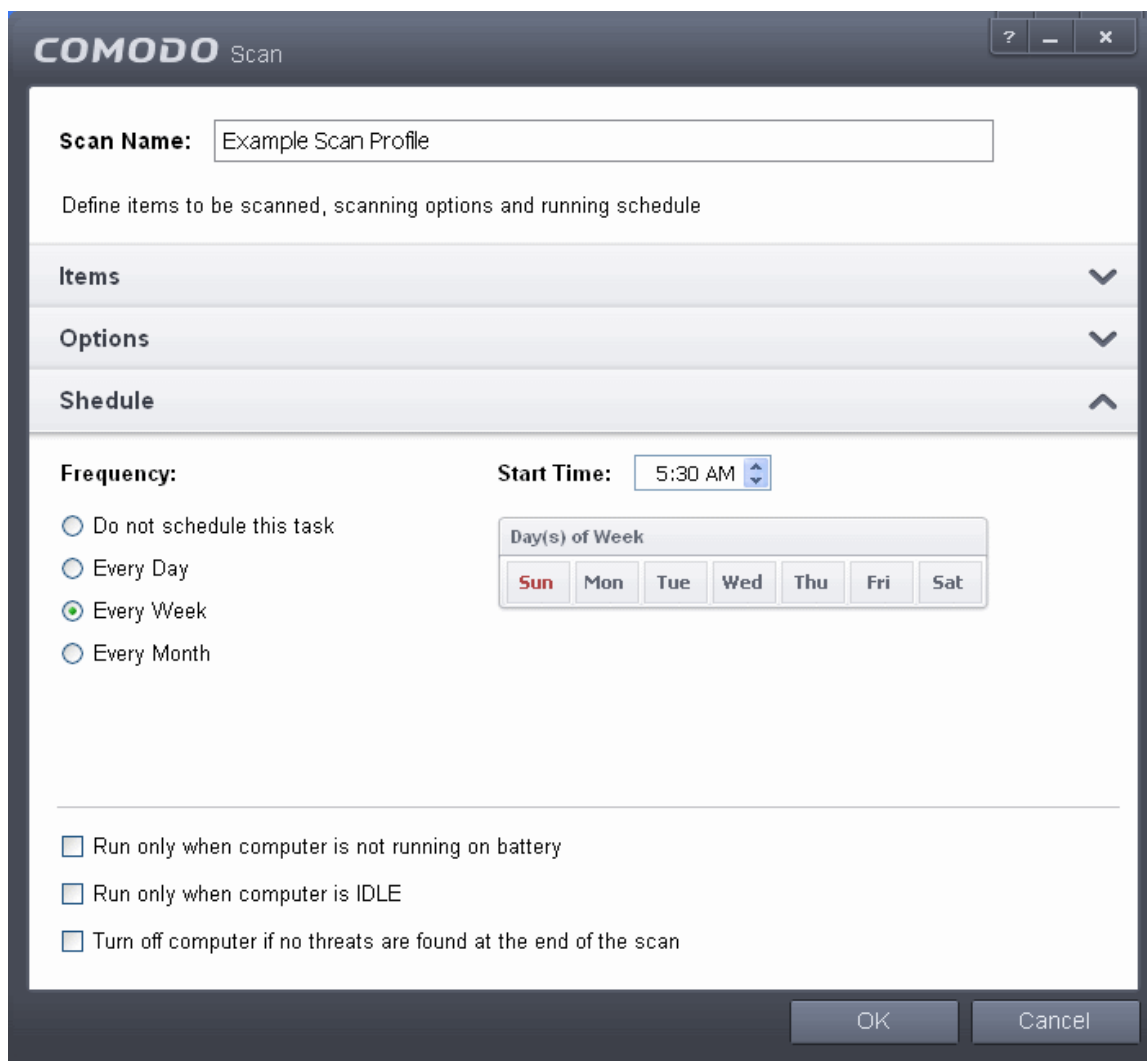 COMODO Scan
?
Scan Name: Example Scan Profile
Define items to be scanned, scanning options and running schedule
Items
Options
Shedule
Frequency:
Start Time: 5:30 AM
Do not schedule this task
Every Day
Every Week
Every Month
Day(s) of Week
Sun Mon Tue Wed Thu Fri Sat
Run only when computer is not running on battery
Run only when computer is IDLE
Turn off computer if no threats are found at the end of the scan
OK Cancel